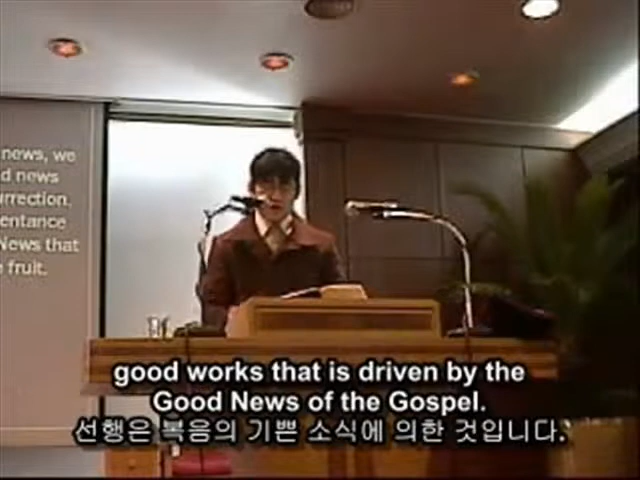 news, we
d news
urrection.
entance
News that
fruit.
good works that is driven by the
Good News of the Gospel.
선행은 복음의 기쁜 소식에 의한 것입니다.